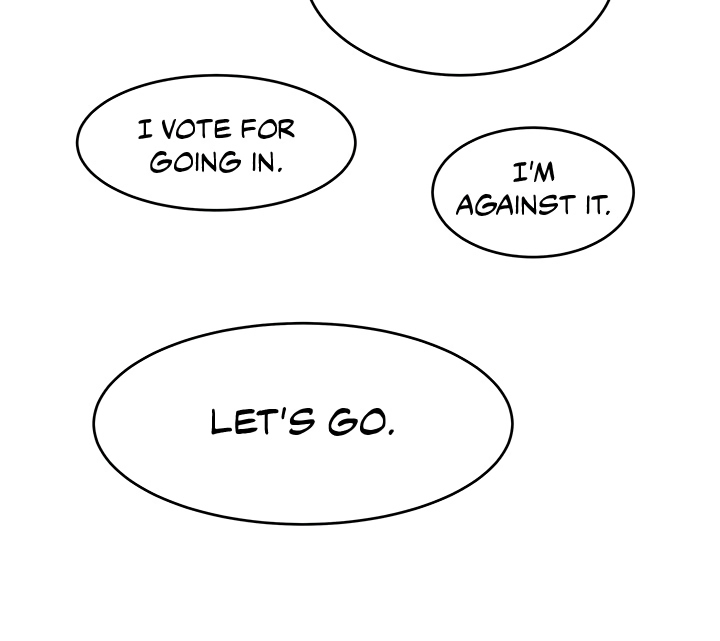 I VOTE FOR
GOING IN.
I'M
AGAINST IT.
LET'S GO.